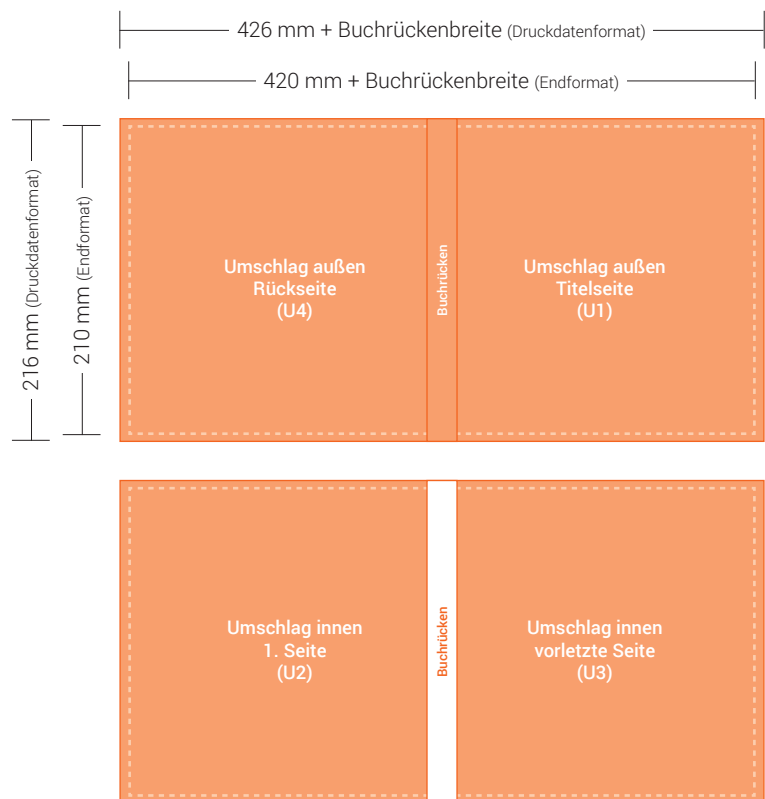 426 mm + Buchrückenbreite (Druckdatenformat)
420 mm + Buchrückenbreite (Endformat)
216 mm (Druckdatenformat)
210 mm (Endformat)
Umschlag außen
Rückseite
(U4)
Buchrücken
Umschlag außen
Titelseite
(U1)
Umschlag innen
1. Seite
(U2)
Buchrücken
Umschlag innen
vorletzte Seite
(U3)